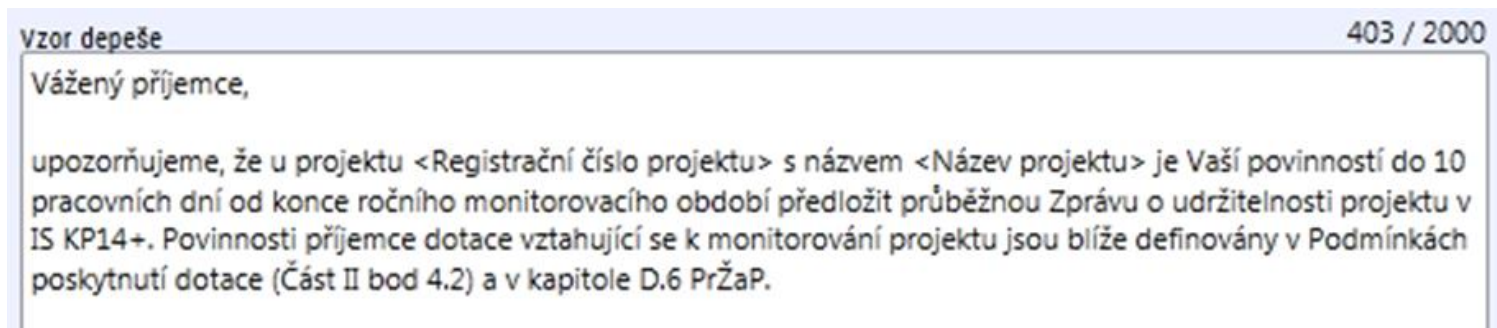 Vzor depeše 403 / 2000
Vážený příjemce,
upozorňujeme, že u projektu <Registrační číslo projektu> s názvem <Název projektu> je Vaší povinností do 10
pracovních dní od konce ročního monitorovacího období předložit průběžnou Zprávu o udržitelnosti projektu v
IS KP14+. Povinnosti příjemce dotace vztahující se k monitorování projektu jsou blíže definovány v Podmínkách
poskytnutí dotace (Část II bod 4.2) a v kapitole D.6 PrŽaP.